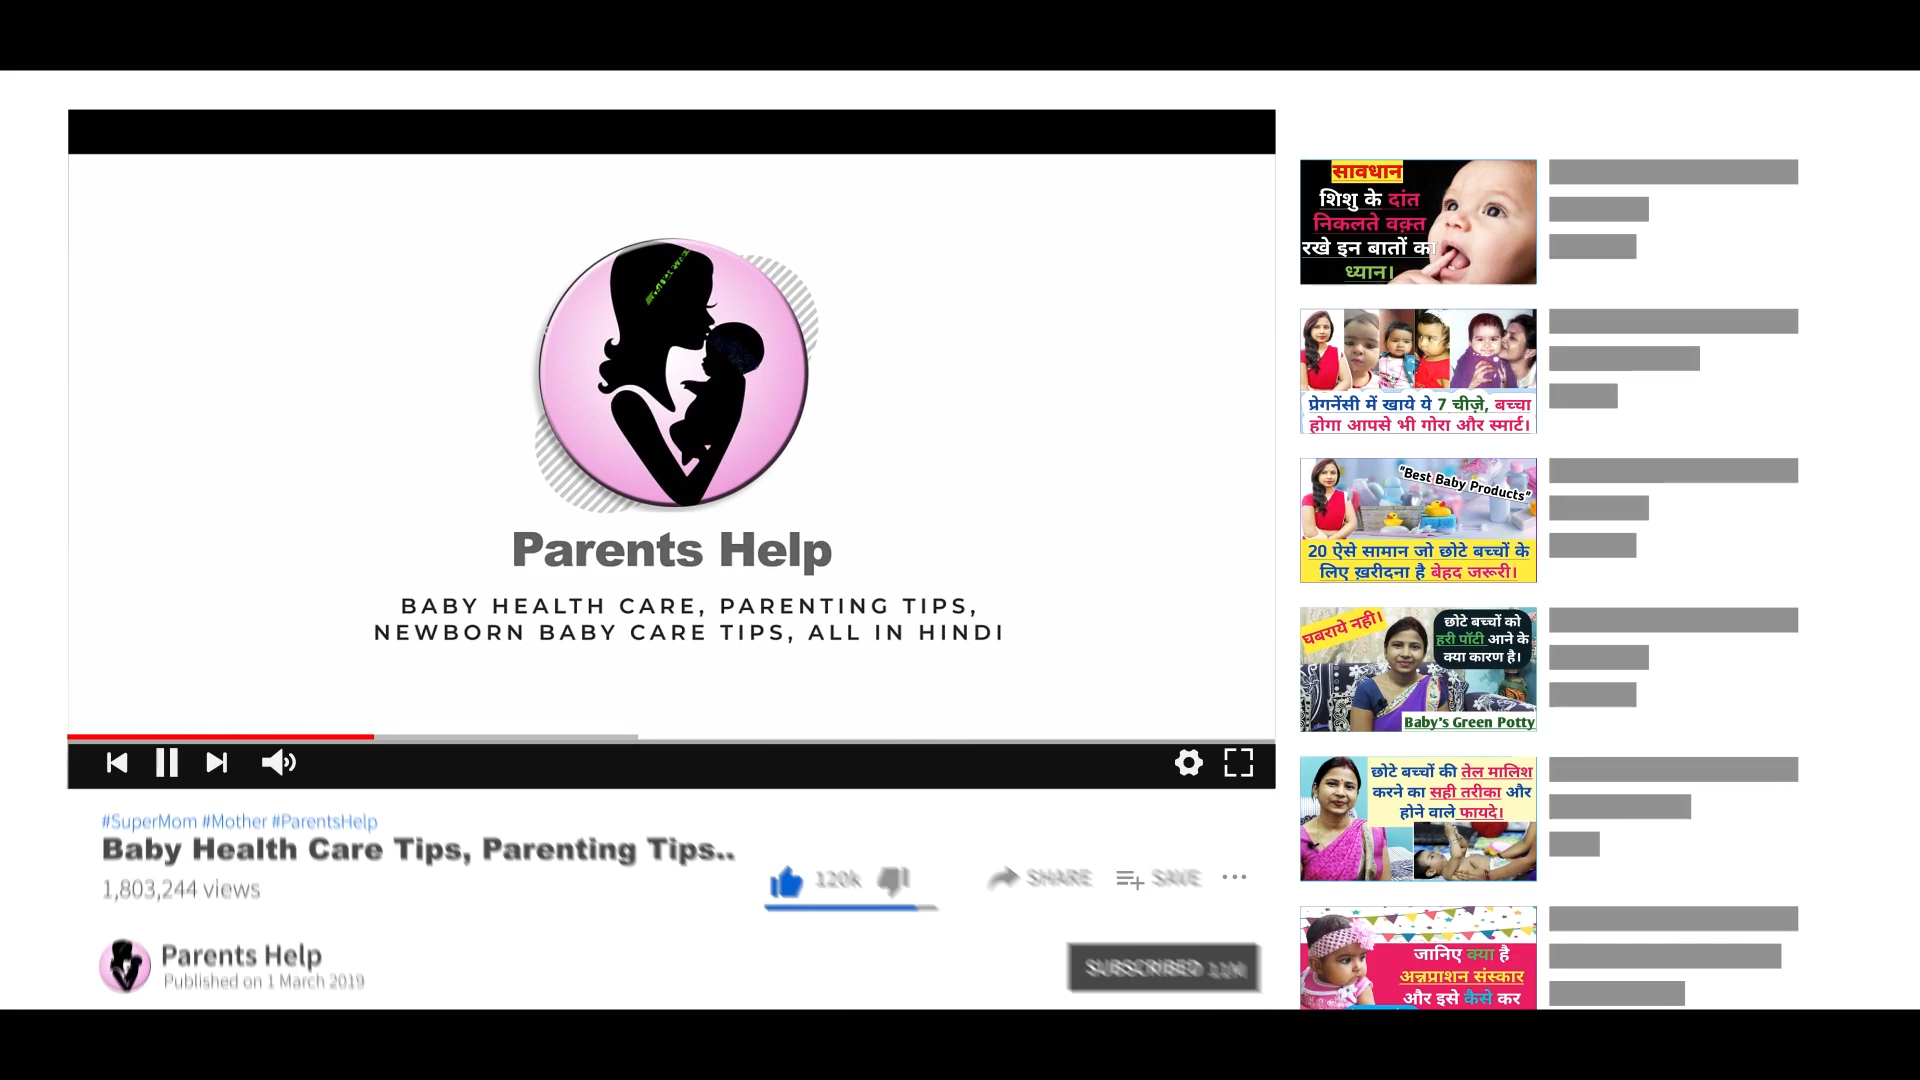 Parents Help
BABY HEALTH CARE, PARENTING TIPS,
NEWBORN BABY CARE TIPS, ALL IN HINDI
#SuperMom #Mother #ParentsHelp
Baby Health Care Tips, Parenting Tips..
1,803,244 views
120k
SHARE
SAVE
Parents Help
Published on 1 March 2019
SUBSCRIBED 11M
सावधान
शिशु के दांत
निकलते वक़्त
रखे इन बातों का
ध्यान।
प्रेगनेंसी में खाये ये 7 चीज़े, बच्चा
होगा आपसे भी गोरा और स्मार्ट।
"Best Baby Products"
20 ऐसे सामान जो छोटे बच्चों के
लिए ख़रीदना है बेहद जरूरी।
घबराये नही।
छोटे बच्चों को
हरी पॉटी आने के
क्या कारण है।
Baby's Green Potty
छोटे बच्चों की तेल मालिश
करने का सही तरीका और
होने वाले फायदे।
जानिए क्या है
अन्नप्राशन संस्कार
और इसे कैसे कर